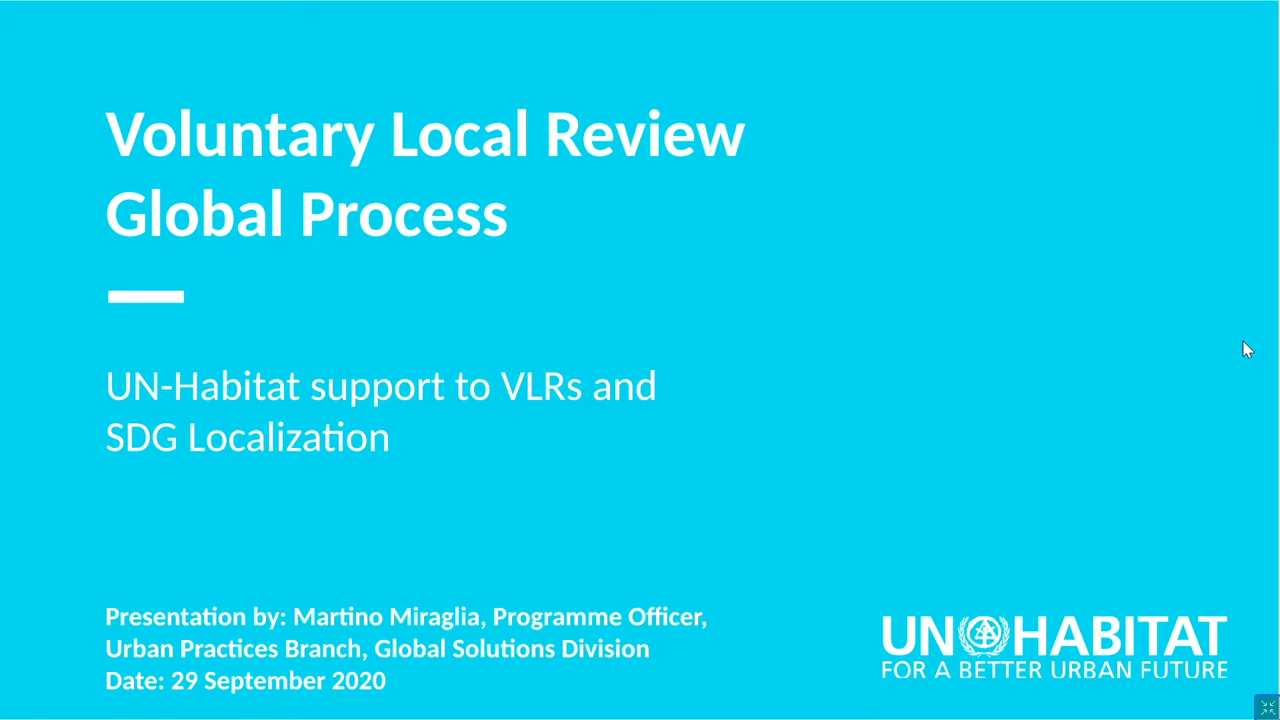 Voluntary Local Review
Global Process
UN-Habitat support to VLRs and
SDG Localization
Presentation by: Martino Miraglia, Programme Officer,
Urban Practices Branch, Global Solutions Division
Date: 29 September 2020
UN HABITAT
FOR A BETTER URBAN FUTURE